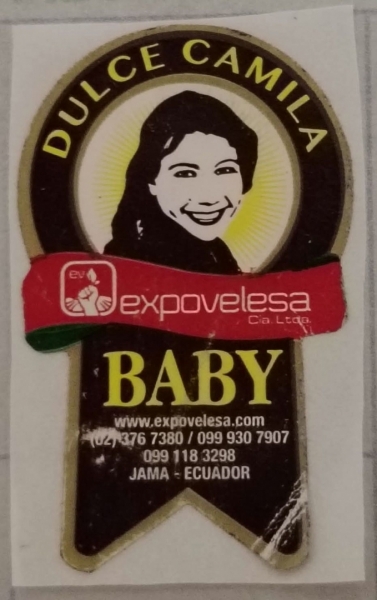 DULCE CAMILA
ev
expovelesa
Cía. Ltda.
BABY
www.expovelesa.com
(02) 376 7380 / 099 930 7907
099 118 3298
JAMA - ECUADOR